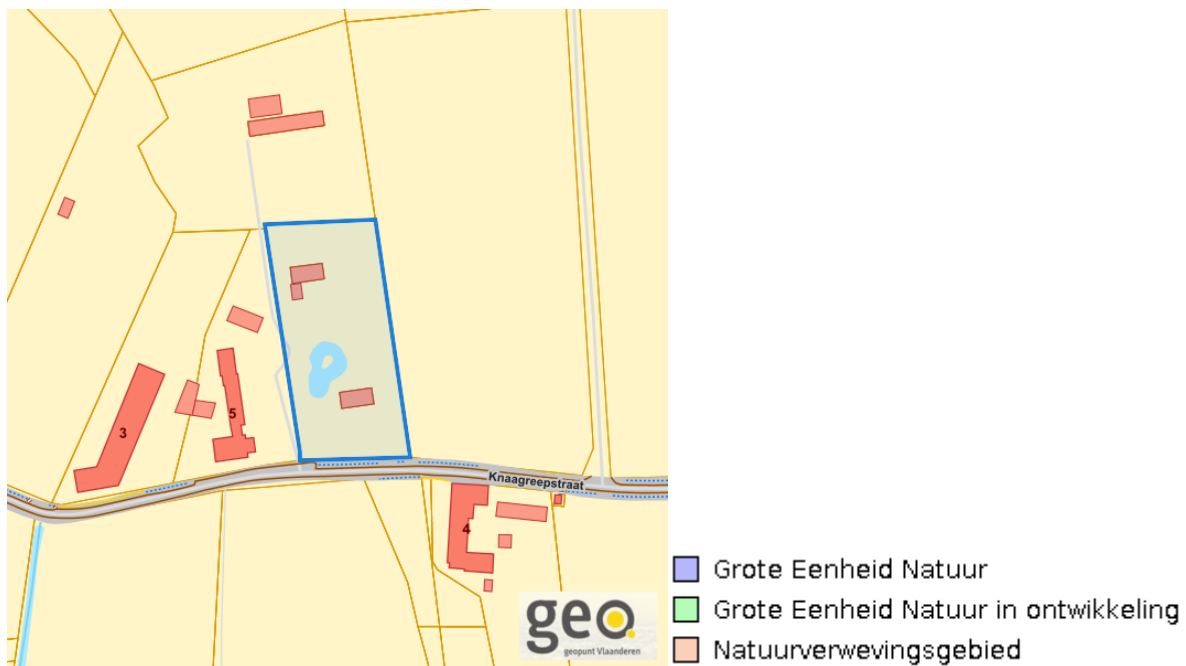 3
5
Knaagreepstraat
4
geo.
geopunt Vlaanderen
Grote Eenheid Natuur
Grote Eenheid Natuur in ontwikkeling
Natuurverwevingsgebied